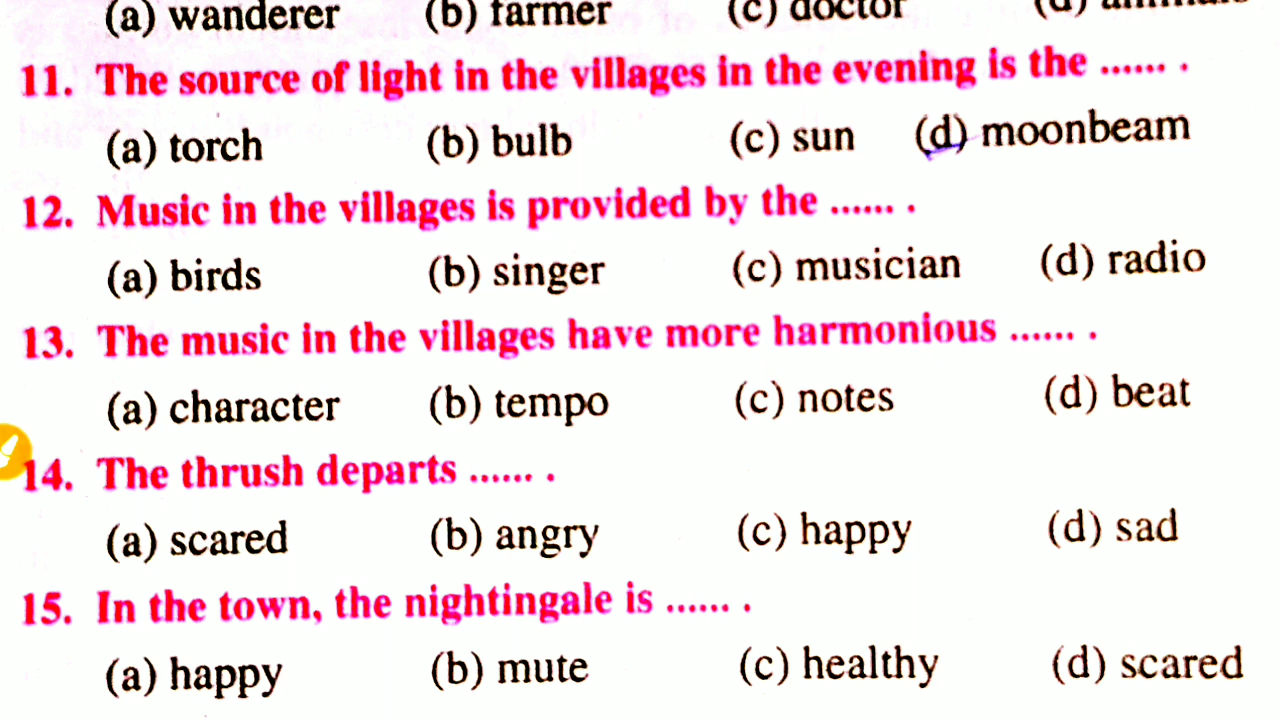 (a) wanderer (b) farmer (c) doctor
11. The source of light in the villages in the evening is the ...... .
(a) torch (b) bulb (c) sun (d) moonbeam
12. Music in the villages is provided by the ...... .
(a) birds (b) singer (c) musician (d) radio
13. The music in the villages have more harmonious ...... .
(a) character (b) tempo (c) notes (d) beat
14. The thrush departs ...... .
(a) scared (b) angry (c) happy (d) sad
15. In the town, the nightingale is ...... .
(a) happy (b) mute (c) healthy (d) scared